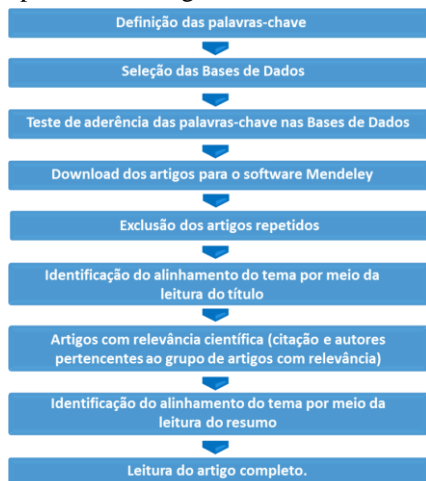 Definição das palavras-chave
Seleção das Bases de Dados
Teste de aderência das palavras-chave nas Bases de Dados
Download dos artigos para o software Mendeley
Exclusão dos artigos repetidos
Identificação do alinhamento do tema por meio da
leitura do título
Artigos com relevância científica (citação e autores
pertencentes ao grupo de artigos com relevância)
Identificação do alinhamento do tema por meio da
leitura do resumo
Leitura do artigo completo.